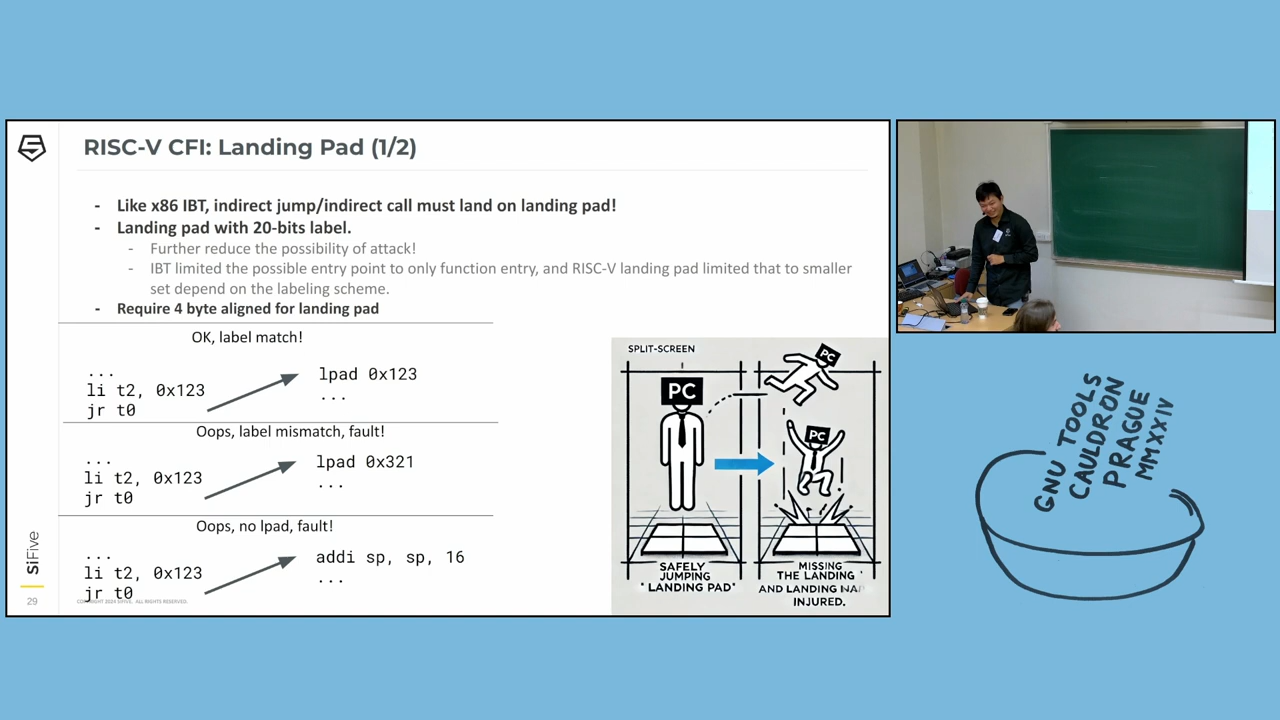 RISC-V CFI: Landing Pad (1/2)
- Like x86 IBT, indirect jump/indirect call must land on landing pad!
- Landing pad with 20-bits label.
- Further reduce the possibility of attack!
- IBT limited the possible entry point to only function entry, and RISC-V landing pad limited that to smaller
set depend on the labeling scheme.
- Require 4 byte aligned for landing pad
OK, label match!
...
li t2, 0x123
jr t0
lpad 0x123
...
Oops, label mismatch, fault!
...
li t2, 0x123
jr t0
lpad 0x321
...
Oops, no lpad, fault!
...
li t2, 0x123
jr t0
addi sp, sp, 16
...
SiFive
29
COPYRIGHT 2024 SIFIVE. ALL RIGHTS RESERVED.
SPLIT-SCREEN
PC
PC
PC
SAFELY
JUMPING
"LANDING PAD"
MISSING
THE LANDING
AND LANDING
INJURED.
GNU TOOLS
CAULDRON
PRAGUE
MMXXIV